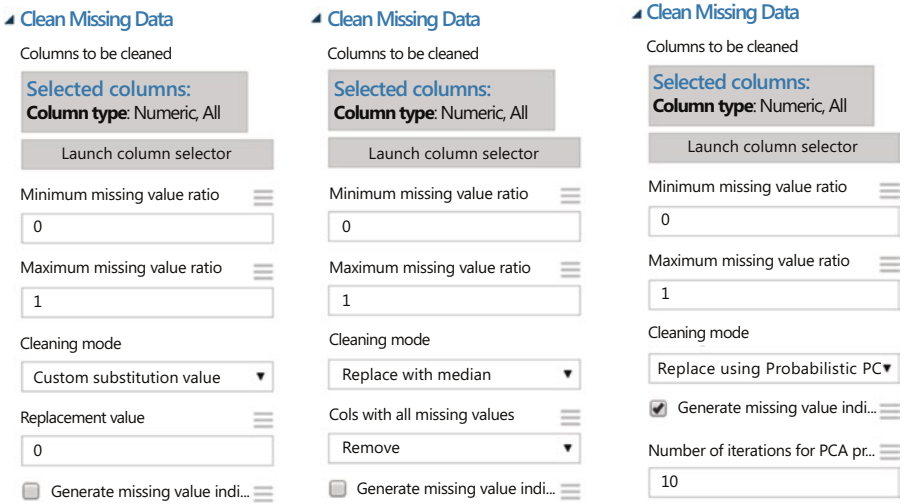 Clean Missing Data
Columns to be cleaned
Selected columns:
Column type: Numeric, All
Launch column selector
Minimum missing value ratio
0
Maximum missing value ratio
1
Cleaning mode
Custom substitution value
Replacement value
0
Generate missing value indi...
Clean Missing Data
Columns to be cleaned
Selected columns:
Column type: Numeric, All
Launch column selector
Minimum missing value ratio
0
Maximum missing value ratio
1
Cleaning mode
Replace with median
Cols with all missing values
Remove
Generate missing value indi...
Clean Missing Data
Columns to be cleaned
Selected columns:
Column type: Numeric, All
Launch column selector
Minimum missing value ratio
0
Maximum missing value ratio
1
Cleaning mode
Replace using Probabilistic PC
Generate missing value indi...
Number of iterations for PCA pr...
10